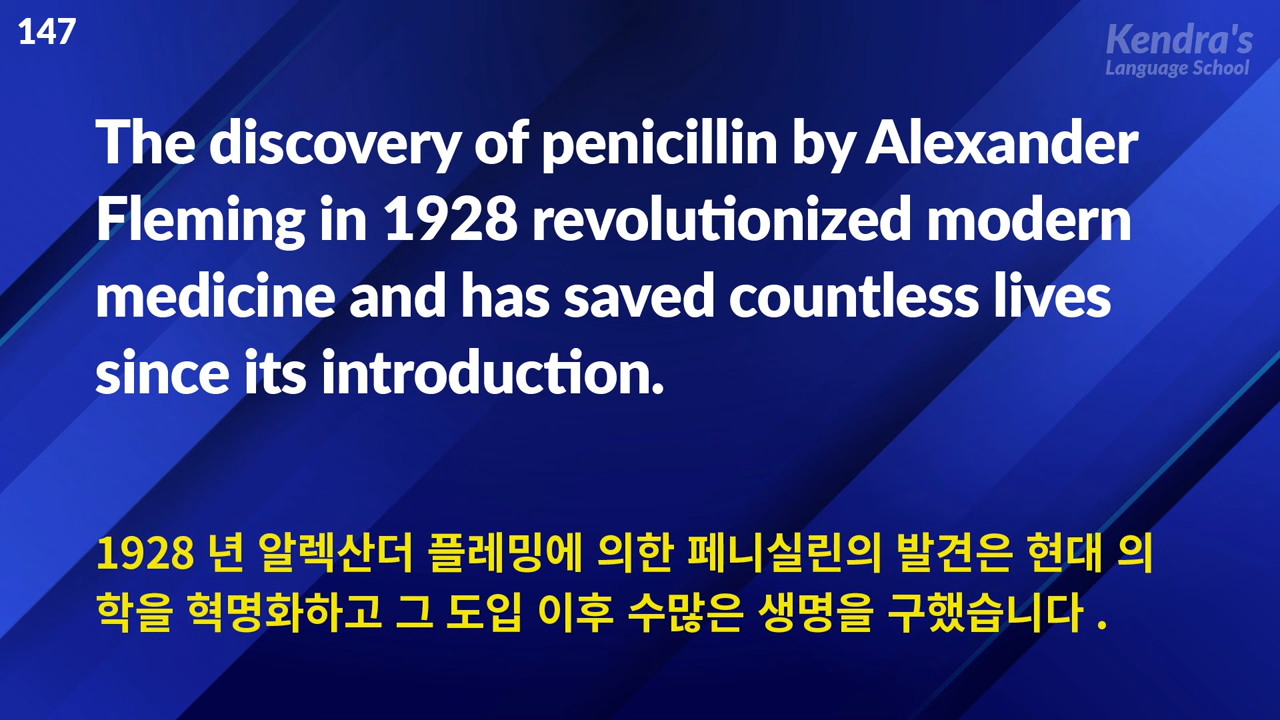 147
Kendra's
Language School
The discovery of penicillin by Alexander
Fleming in 1928 revolutionized modern
medicine and has saved countless lives
since its introduction.
1928 년 알렉산더 플레밍에 의한 페니실린의 발견은 현대 의
학을 혁명화하고 그 도입 이후 수많은 생명을 구했습니다 .